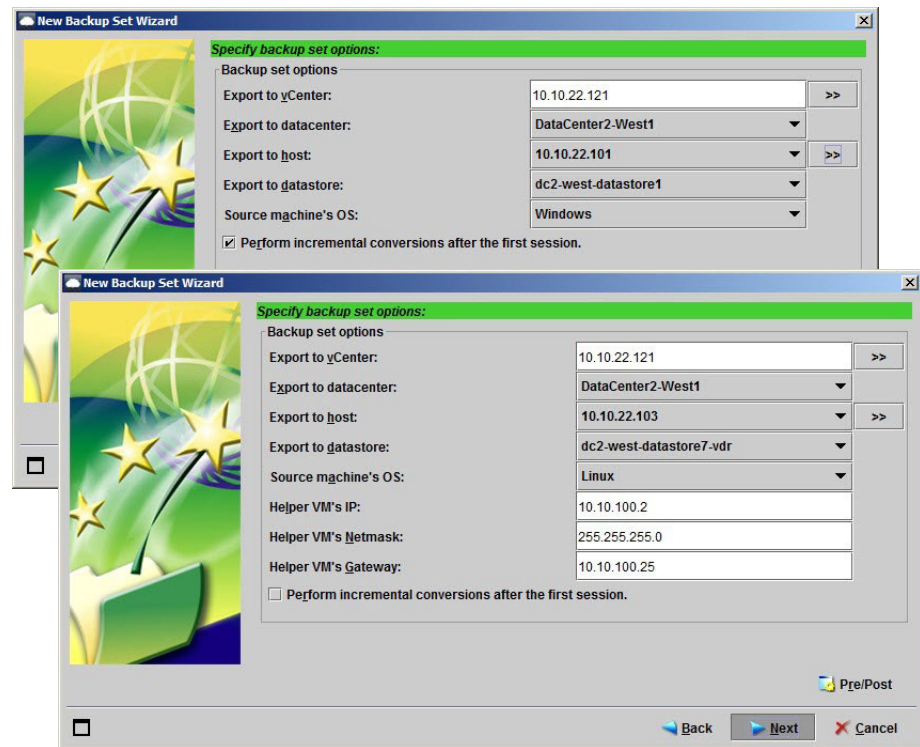 New Backup Set Wizard
Specify backup set options:
Backup set options
Export to vCenter: 10.10.22.121 >>
Export to datacenter: DataCenter2-West1
Export to host: 10.10.22.101 >>
Export to datastore: dc2-west-datastore1
Source machine's OS: Windows
Perform incremental conversions after the first session.
New Backup Set Wizard
Specify backup set options:
Backup set options
Export to vCenter: 10.10.22.121 >>
Export to datacenter: DataCenter2-West1
Export to host: 10.10.22.103 >>
Export to datastore: dc2-west-datastore7-vdr
Source machine's OS: Linux
Helper VM's IP: 10.10.100.2
Helper VM's Netmask: 255.255.255.0
Helper VM's Gateway: 10.10.100.25
Perform incremental conversions after the first session.
Pre/Post
Back Next Cancel